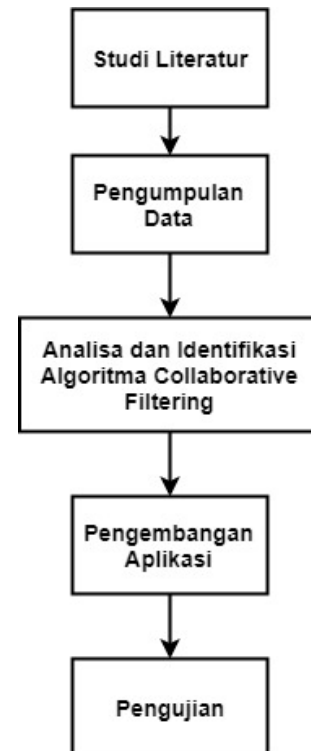 Studi Literatur
Pengumpulan
Data
Analisa dan Identifikasi
Algoritma Collaborative
Filtering
Pengembangan
Aplikasi
Pengujian